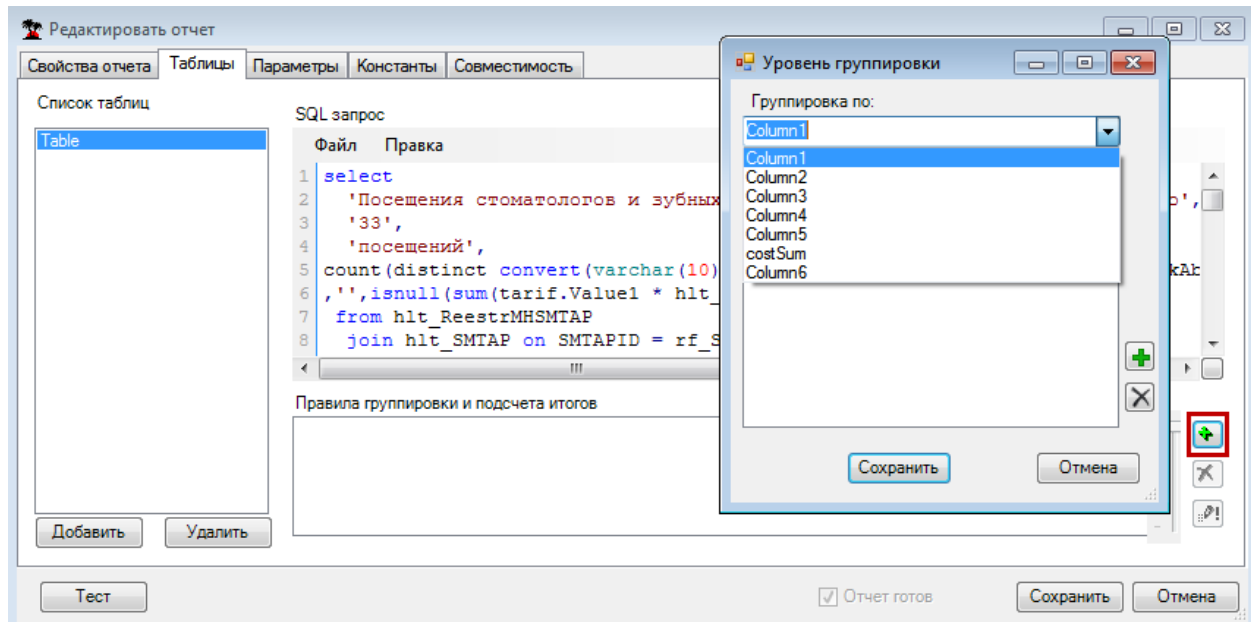 Редактировать отчет
Свойства отчета Таблицы Параметры Константы Совместимость
Список таблиц
Table
Добавить Удалить
SQL запрос
Файл Правка
1 select
2 'Посещения стоматологов и зубных
о',
3 '33',
4 'посещений',
5 count(distinct convert(varchar(10)
6 ,'',isnull(sum(tarif.Value1 * hlt_
7 from hlt_ReestrMHSMTAP
8 join hlt_SMTAP on SMTAPID = rf_S
Правила группировки и подсчета итогов
Уровень группировки
Группировка по:
Column1
Column1
Column2
Column3
Column4
Column5
costSum
Column6
Сохранить Отмена
Тест
Отчет готов
Сохранить Отмена